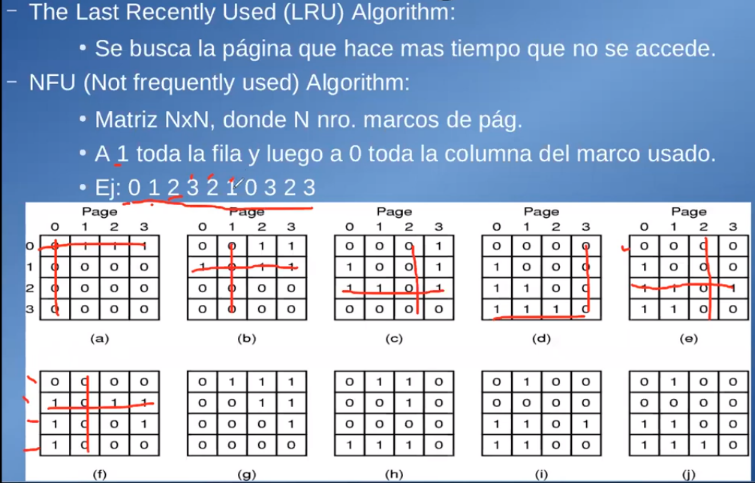 – The Last Recently Used (LRU) Algorithm:
• Se busca la página que hace mas tiempo que no se accede.
– NFU (Not frequently used) Algorithm:
• Matriz NxN, donde N nro. marcos de pág.
• A 1 toda la fila y luego a 0 toda la columna del marco usado.
• Ej: 0 1 2 3 2 1 0 3 2 3
Page Page Page Page Page
0 1 2 3 0 1 2 3 0 1 2 3 0 1 2 3 0 1 2 3
0 0 1 1 1 0 0 1 1 0 0 0 1 0 0 0 0 0 0 0 0
1 0 0 0 0 1 0 1 1 1 0 0 1 1 0 0 0 1 0 0 0
2 0 0 0 0 0 0 0 0 1 1 0 1 1 1 0 0 1 1 0 1
3 0 0 0 0 0 0 0 0 0 0 0 0 1 1 1 0 1 1 0 0
(a) (b) (c) (d) (e)
0 0 0 0 0 1 1 1 0 1 1 0 0 1 0 0 0 1 0 0
1 0 1 1 0 0 1 1 0 0 1 0 0 0 0 0 0 0 0 0
1 0 0 1 0 0 0 1 0 0 0 0 1 1 0 1 1 1 0 0
1 0 0 0 0 0 0 0 1 1 1 0 1 1 0 0 1 1 1 0
(f) (g) (h) (i) (j)